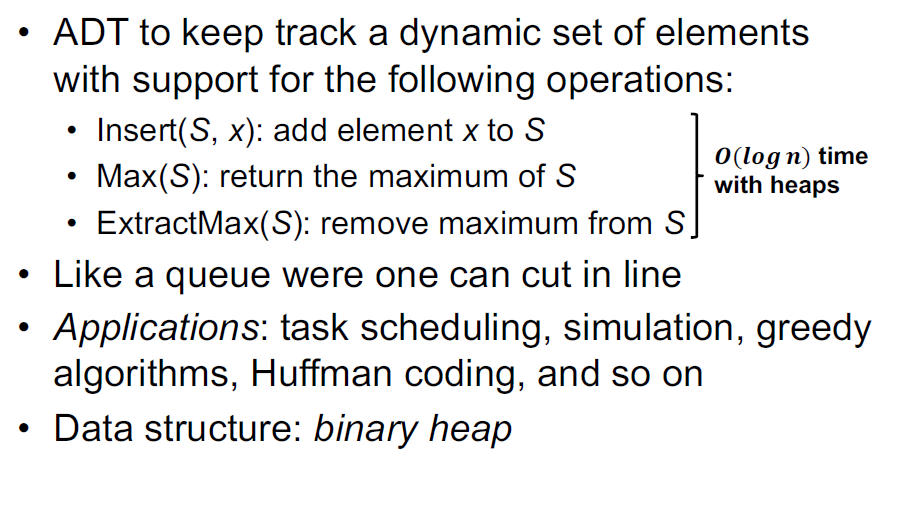 • ADT to keep track a dynamic set of elements
with support for the following operations:
• Insert(S, x): add element x to S
• Max(S): return the maximum of S
• ExtractMax(S): remove maximum from S
O(log n) time
with heaps
• Like a queue were one can cut in line
• Applications: task scheduling, simulation, greedy
algorithms, Huffman coding, and so on
• Data structure: binary heap